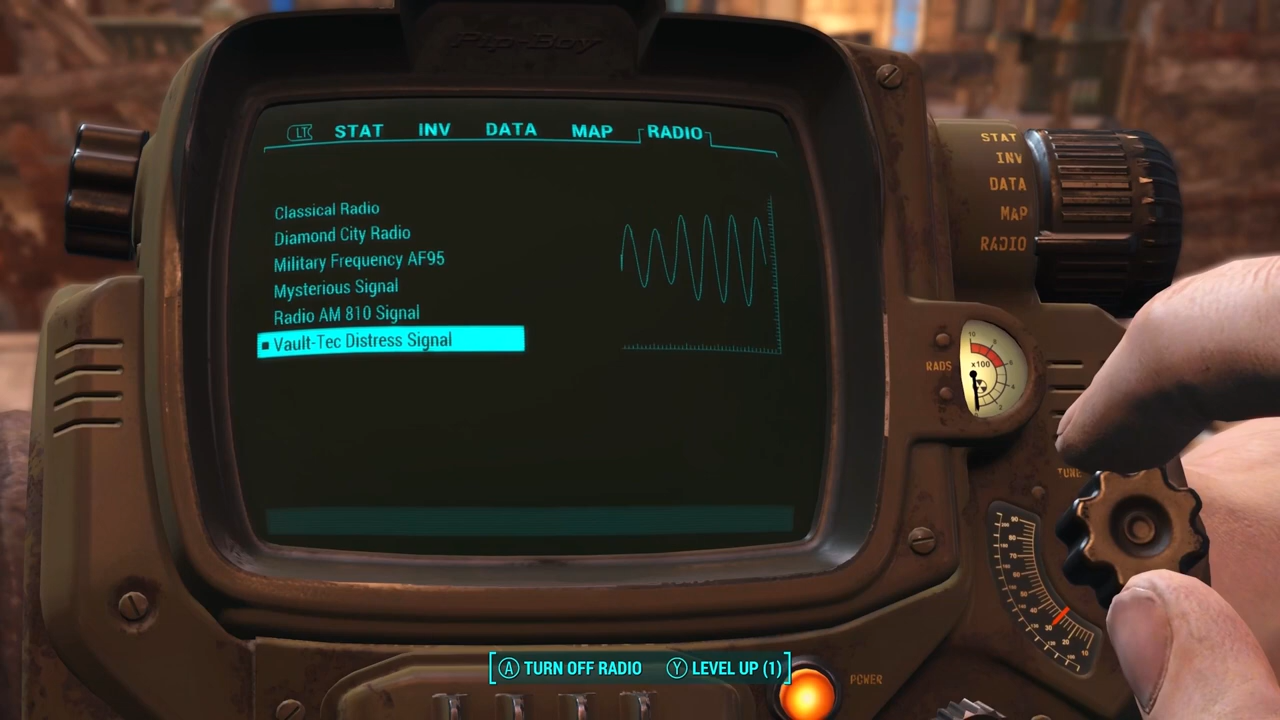 Pip-Boy
LT STAT INV DATA MAP RADIO
Classical Radio
Diamond City Radio
Military Frequency AF95
Mysterious Signal
Radio AM 810 Signal
Vault-Tec Distress Signal
STAT
INV
DATA
MAP
RADIO
RADS
x100
TUNE
POWER
A TURN OFF RADIO Y LEVEL UP (1)